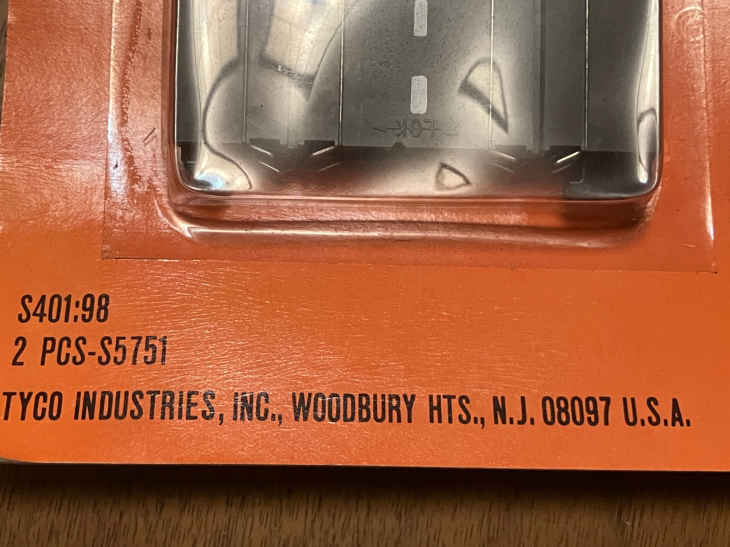 S401:98
2 PCS-S5751
TYCO INDUSTRIES, INC., WOODBURY HTS., N.J. 08097 U.S.A.